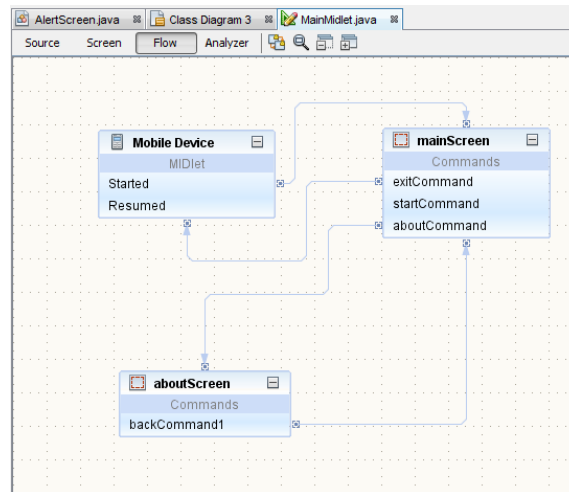 AlertScreen.java Class Diagram 3 MainMidlet.java
Source Screen Flow Analyzer
Mobile Device
MIDlet
Started
Resumed
mainScreen
Commands
exitCommand
startCommand
aboutCommand
aboutScreen
Commands
backCommand1